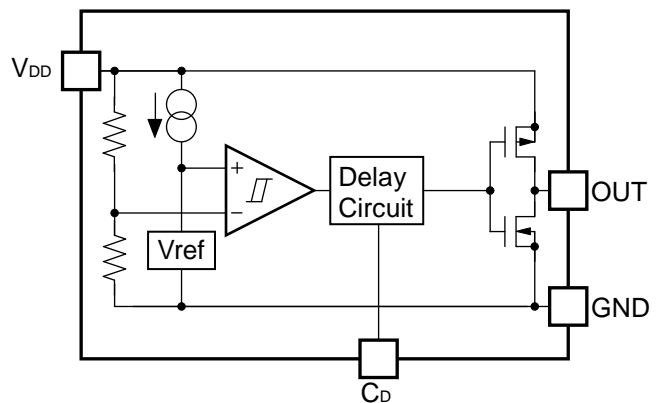 VDD
+
−
Delay
Circuit
OUT
Vref
GND
CD